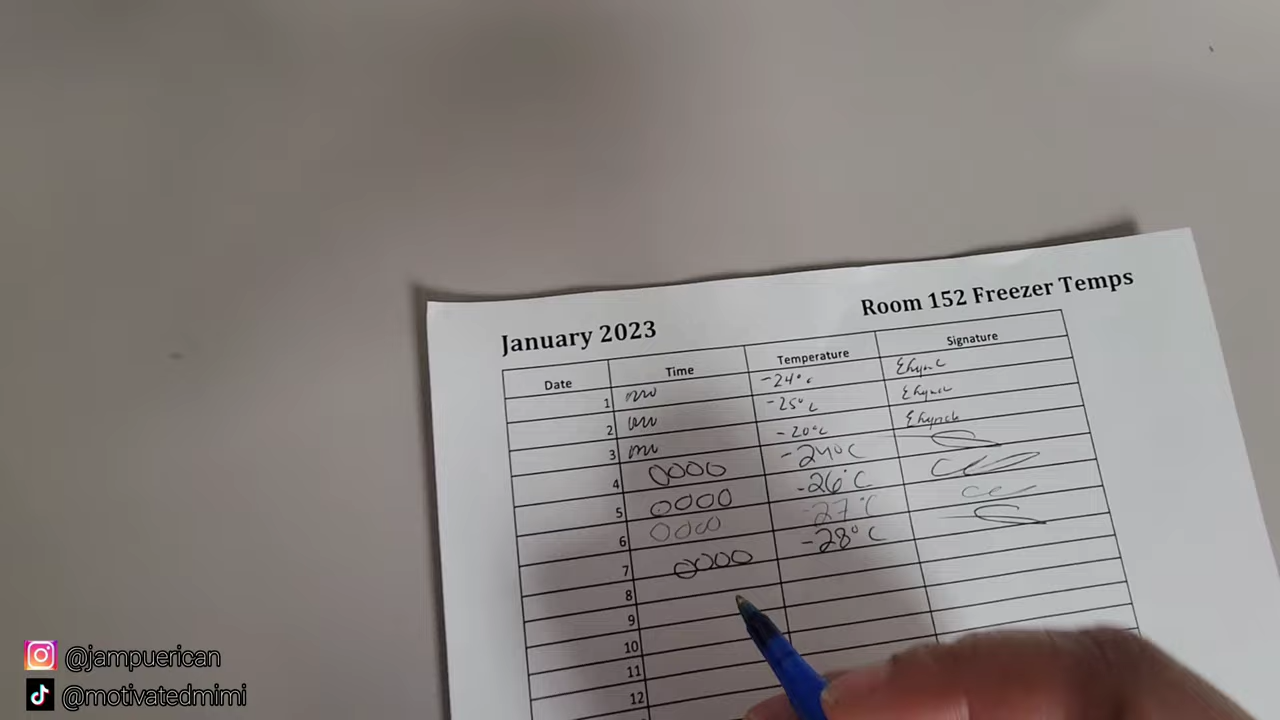 January 2023 Room 152 Freezer Temps
Date Time Temperature Signature
1 -24°C
2 -25°C
3 -20°C
4 0000 -24°C
5 0000 -26°C
6 0000 -27°C
7 0000 -28°C
8
9
10
11
12
@jampuerican
@motivatedmimi